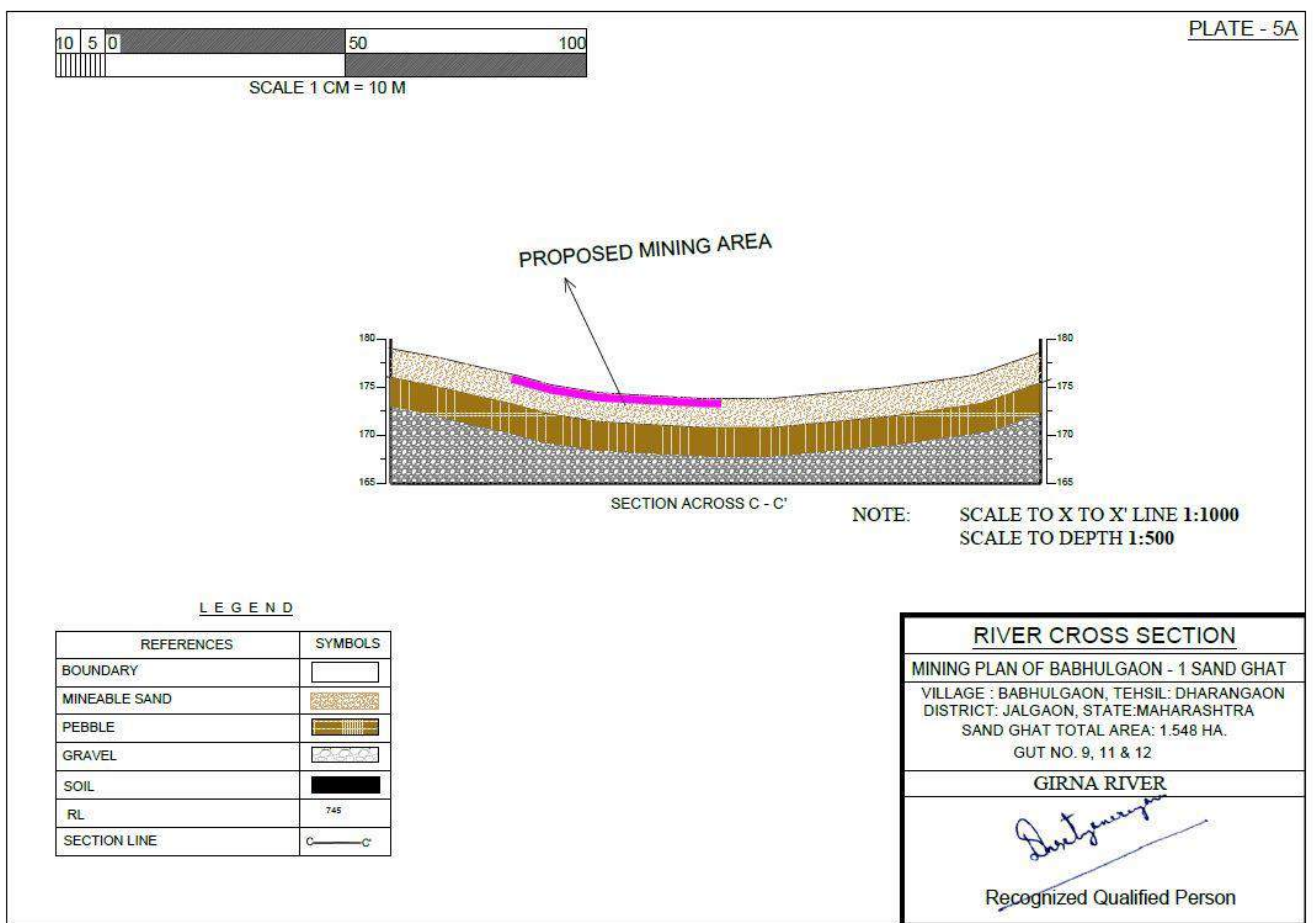 PLATE - 5A
10 5 0 50 100
SCALE 1 CM = 10 M
PROPOSED MINING AREA
180 180
175 175
170 170
165 165
SECTION ACROSS C - C'
NOTE: SCALE TO X TO X' LINE 1:1000
SCALE TO DEPTH 1:500
LEGEND
REFERENCES SYMBOLS
BOUNDARY
MINEABLE SAND
PEBBLE
GRAVEL
SOIL
RL 745
SECTION LINE C C'
RIVER CROSS SECTION
MINING PLAN OF BABHULGAON - 1 SAND GHAT
VILLAGE : BABHULGAON, TEHSIL: DHARANGAON
DISTRICT: JALGAON, STATE:MAHARASHTRA
SAND GHAT TOTAL AREA: 1.548 HA.
GUT NO. 9, 11 & 12
GIRNA RIVER
Recognized Qualified Person